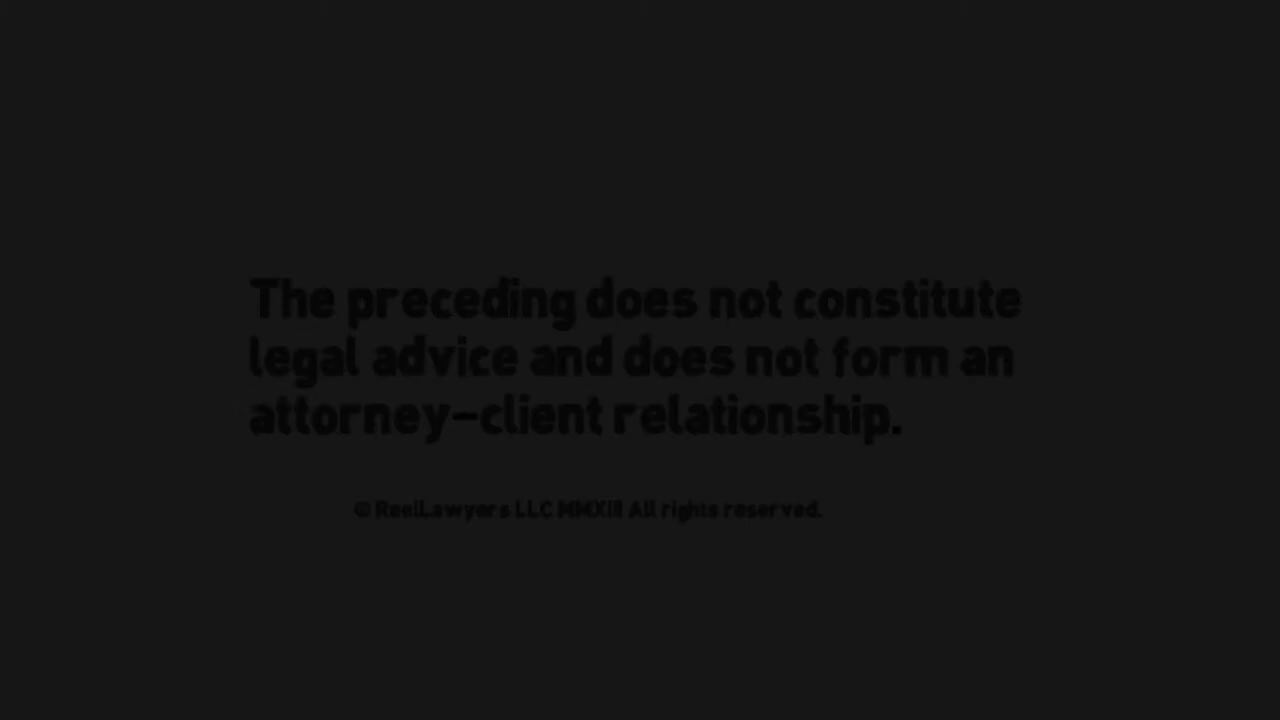 The preceding does not constitute
legal advice and does not form an
attorney-client relationship.
© ReelLawyers LLC MMXIII All rights reserved.